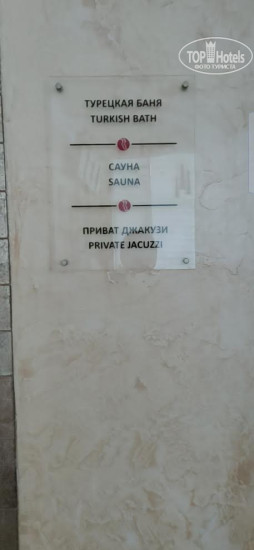 TOP Hotels
ФОТО ТУРИСТА
ТУРЕЦКАЯ БАНЯ
TURKISH BATH
САУНА
SAUNA
ПРИВАТ ДЖАКУЗИ
PRIVATE JACUZZI